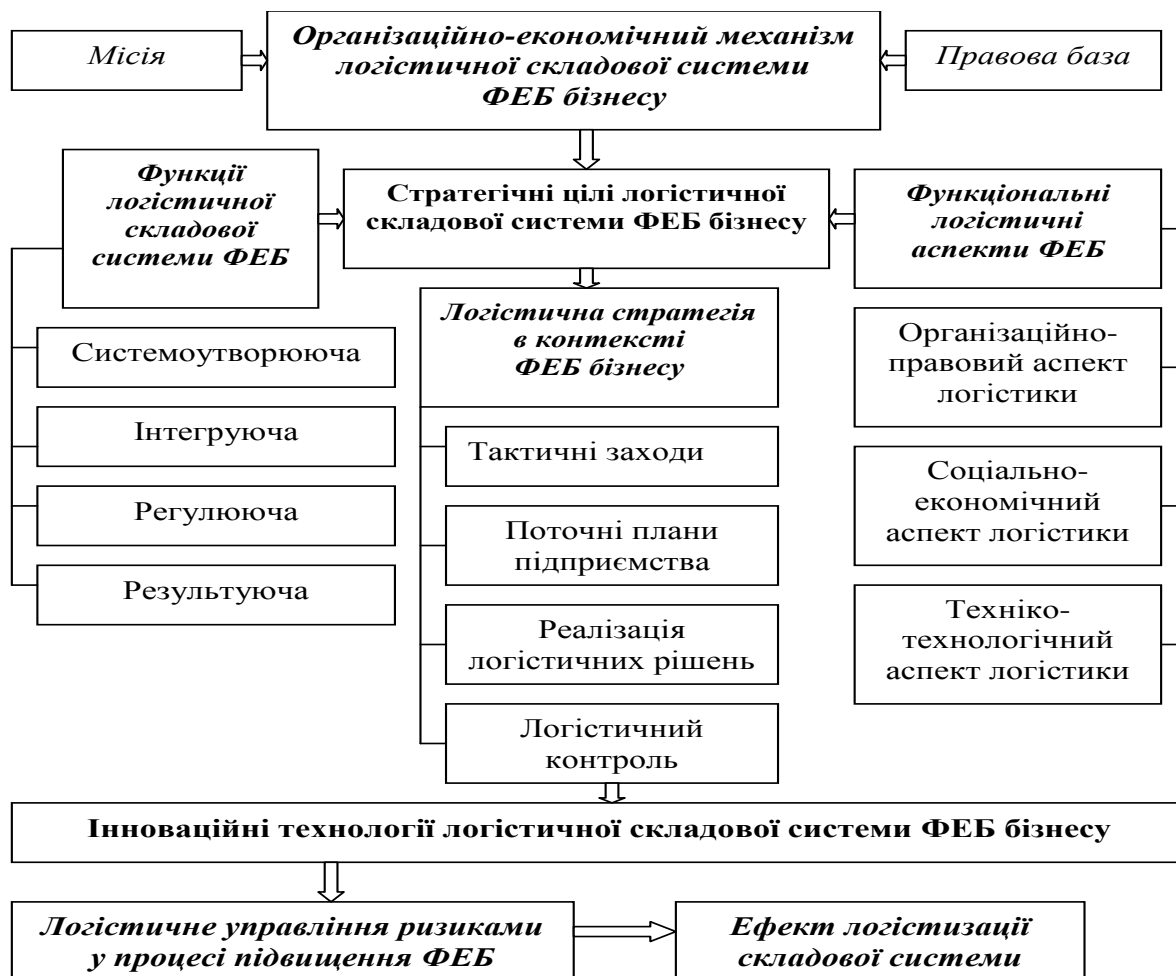 Місія
Організаційно-економічний механізм
логістичної складової системи
ФЕБ бізнесу
Правова база
Функції
логістичної
складової
системи ФЕБ
Стратегічні цілі логістичної
складової системи ФЕБ бізнесу
Функціональні
логістичні
аспекти ФЕБ
Системоутворююча
Інтегруюча
Регулююча
Результуюча
Логістична стратегія
в контексті
ФЕБ бізнесу
Тактичні заходи
Поточні плани
підприємства
Реалізація
логістичних рішень
Логістичний
контроль
Організаційно-
правовий аспект
логістики
Соціально-
економічний
аспект логістики
Техніко-
технологічний
аспект логістики
Інноваційні технології логістичної складової системи ФЕБ бізнесу
Логістичне управління ризиками
у процесі підвищення ФЕБ
Ефект логістизації
складової системи